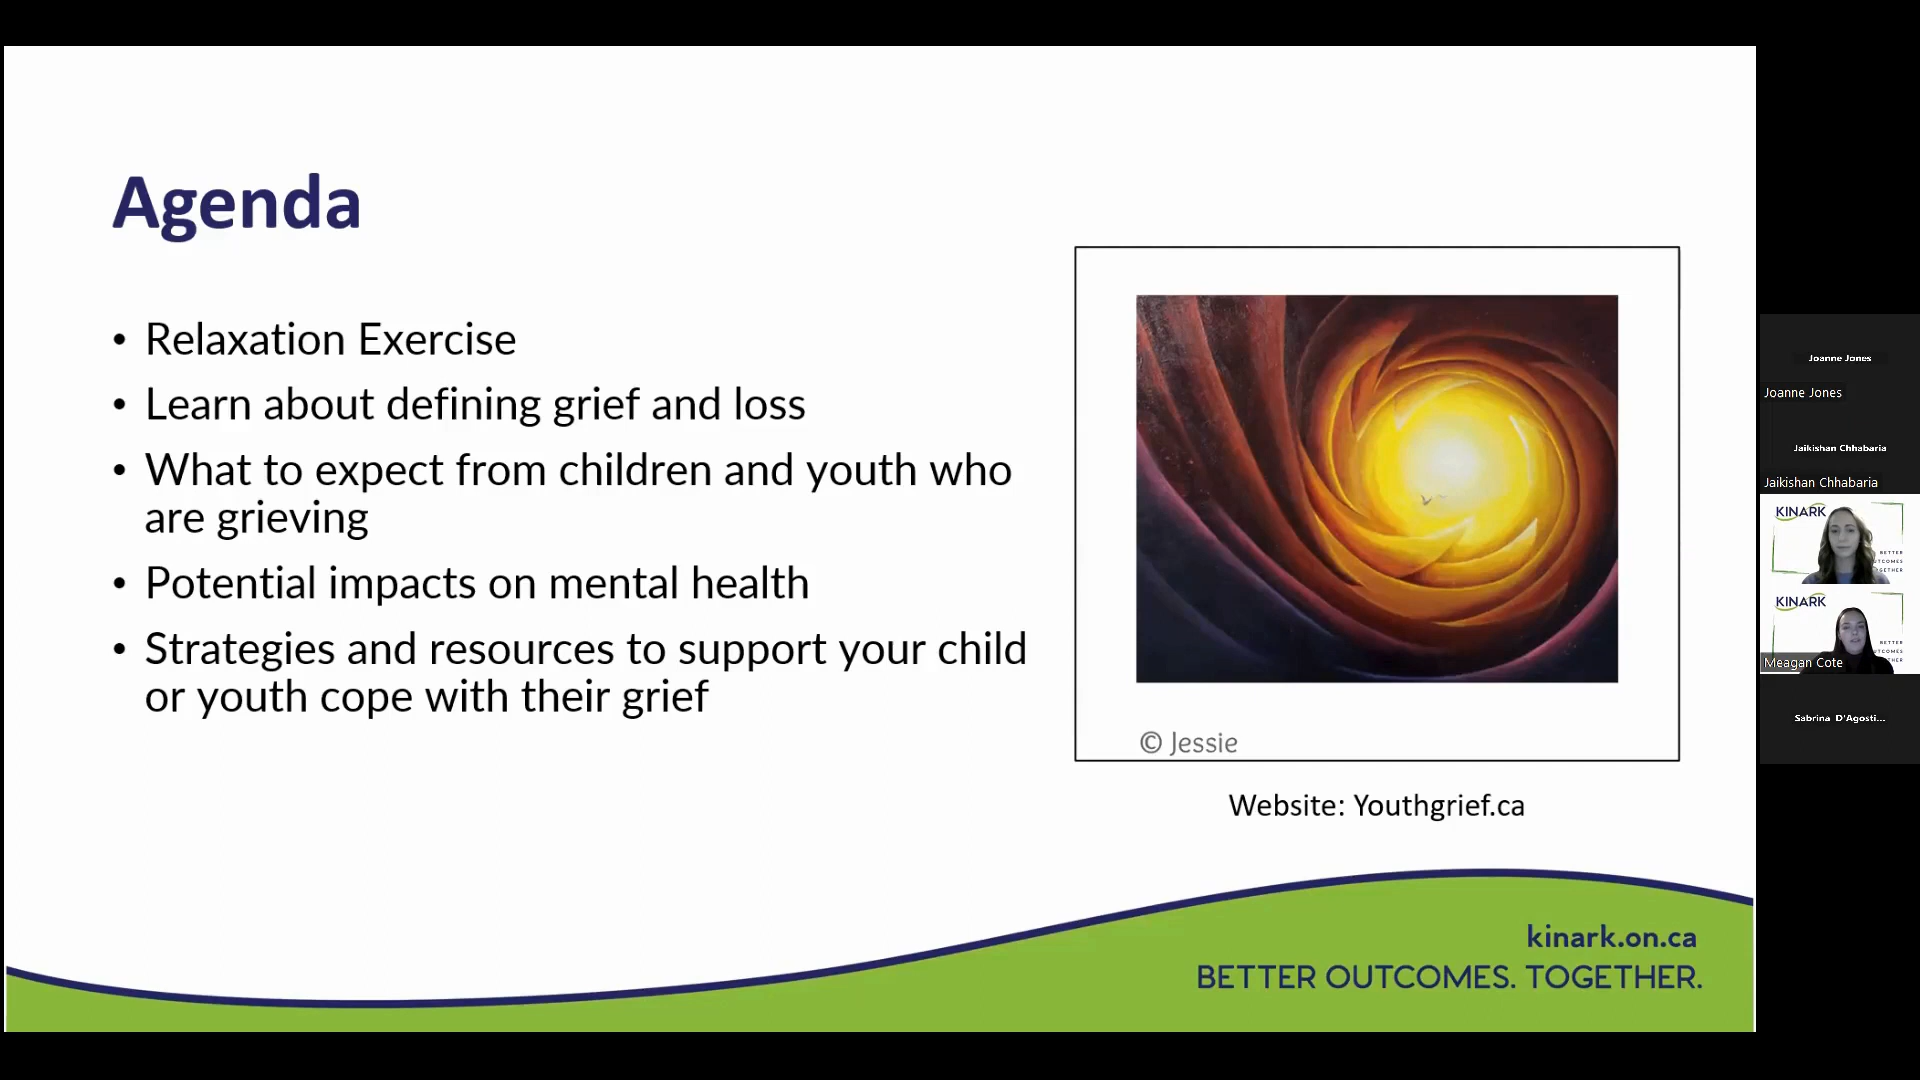 Agenda
• Relaxation Exercise
• Learn about defining grief and loss
• What to expect from children and youth who
are grieving
• Potential impacts on mental health
• Strategies and resources to support your child
or youth cope with their grief
© Jessie
Website: Youthgrief.ca
kinark.on.ca
BETTER OUTCOMES. TOGETHER.
Joanne Jones
Joanne Jones
Jaikishan Chhabaria
Jaikishan Chhabaria
KINARK
BETTER
KINARK
BETTER
Meagan Cote
Sabrina D'Agosti...